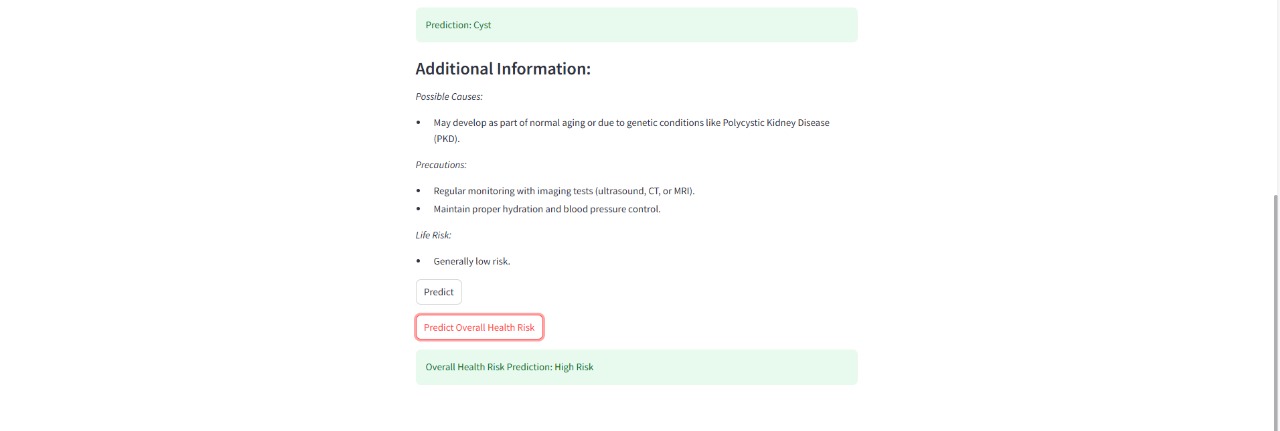 Prediction: Cyst
Additional Information:
Possible Causes:
• May develop as part of normal aging or due to genetic conditions like Polycystic Kidney Disease
(PKD).
Precautions:
• Regular monitoring with imaging tests (ultrasound, CT, or MRI).
• Maintain proper hydration and blood pressure control.
Life Risk:
• Generally low risk.
Predict
Predict Overall Health Risk
Overall Health Risk Prediction: High Risk